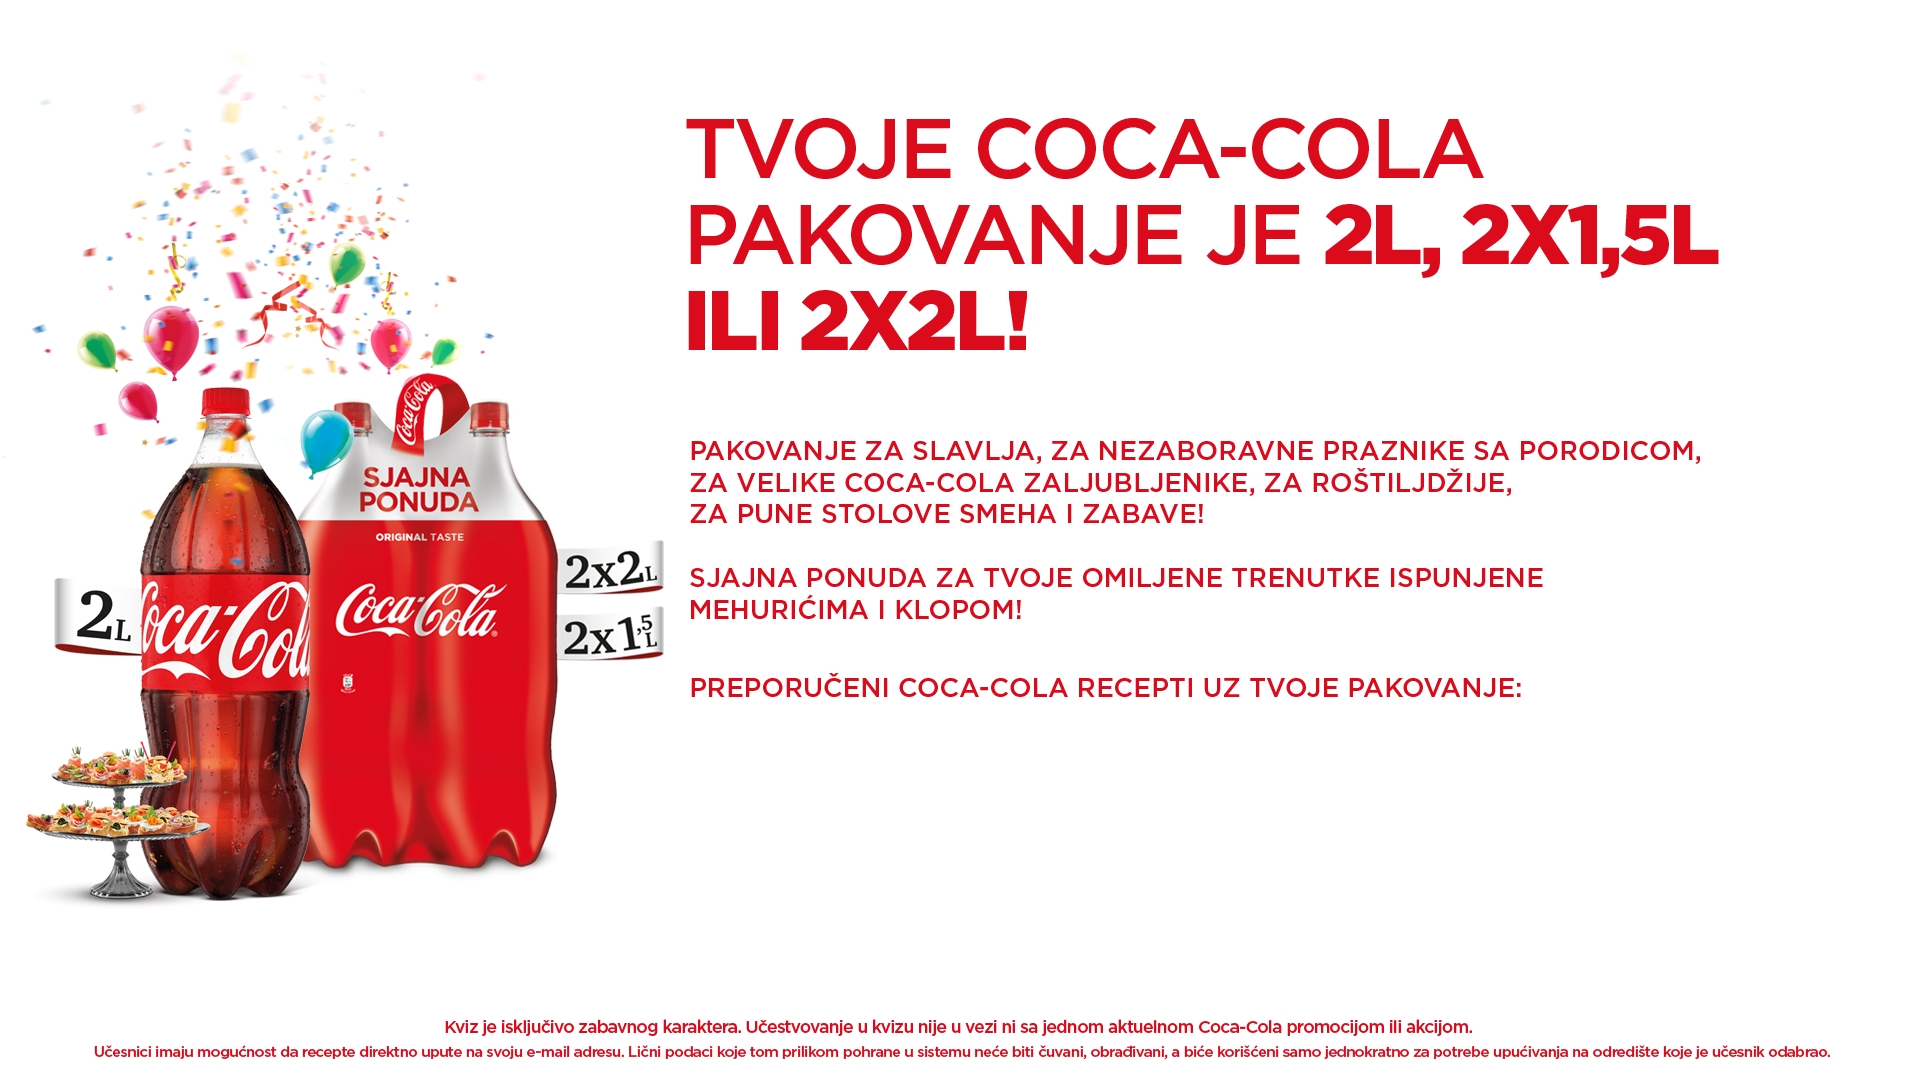 TVOJE COCA-COLA
PAKOVANJE JE 2L, 2X1,5L
ILI 2X2L!
PAKOVANJE ZA SLAVLJA, ZA NEZABORAVNE PRAZNIKE SA PORODICOM,
ZA VELIKE COCA-COLA ZALJUBLJENIKE, ZA ROŠTILJDŽIJE,
ZA PUNE STOLOVE SMEHA I ZABAVE!
SJAJNA PONUDA ZA TVOJE OMILJENE TRENUTKE ISPUNJENE
MEHURIĆIMA I KLOPOM!
PREPORUČENI COCA-COLA RECEPTI UZ TVOJE PAKOVANJE:
Coca-Cola
SJAJNA
PONUDA
ORIGINAL TASTE
Coca-Cola
2L
Coca-Cola
2x2L
2x1,5L
Kviz je isključivo zabavnog karaktera. Učestvovanje u kvizu nije u vezi ni sa jednom aktuelnom Coca-Cola promocijom ili akcijom.
Učesnici imaju mogućnost da recepte direktno upute na svoju e-mail adresu. Lični podaci koje tom prilikom pohrane u sistemu neće biti čuvani, obrađivani, a biće korišćeni samo jednokratno za potrebe upućivanja na odredište koje je učesnik odabrao.